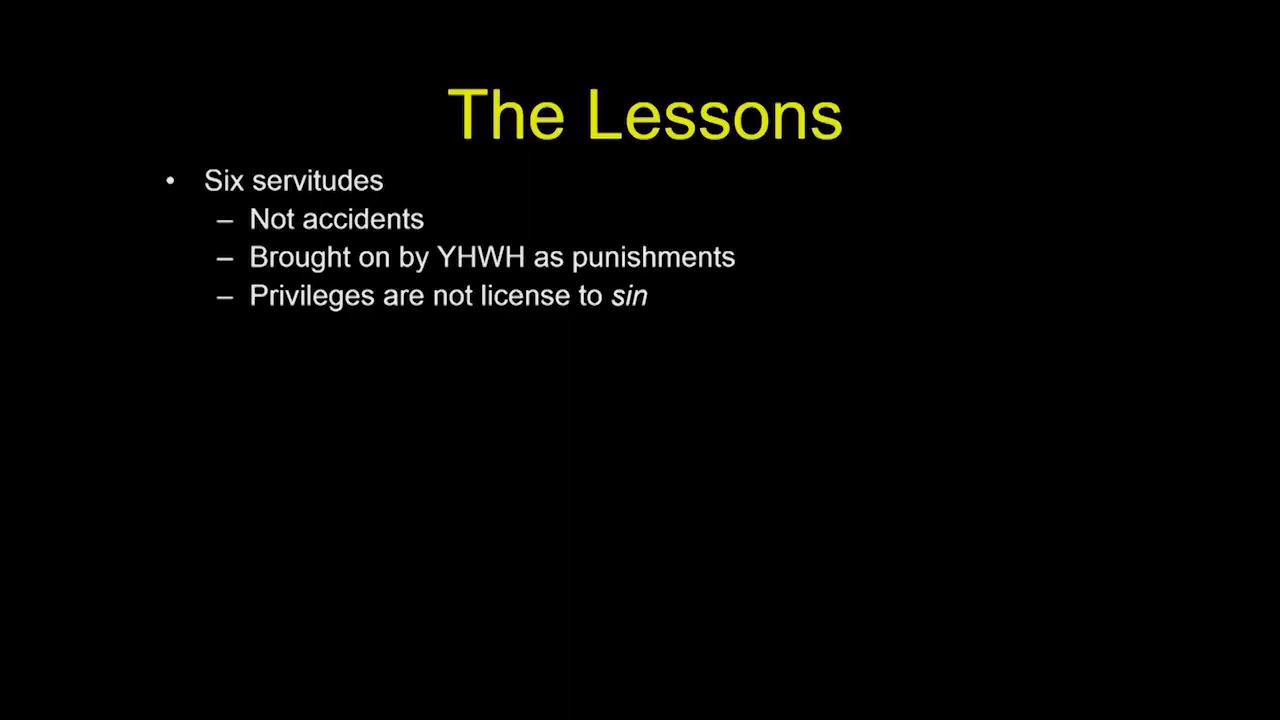 The Lessons
• Six servitudes
– Not accidents
– Brought on by YHWH as punishments
– Privileges are not license to sin